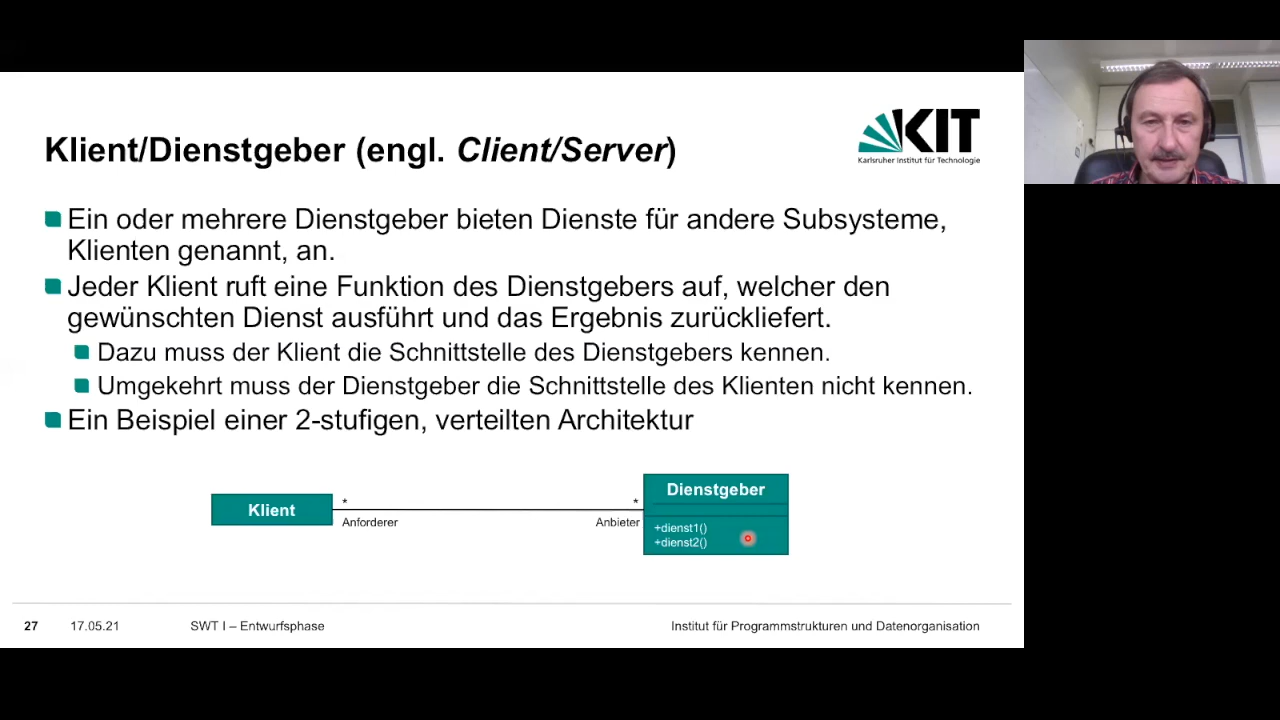 Klient/Dienstgeber (engl. Client/Server)
KIT
Karlsruher Institut für Technologie
Ein oder mehrere Dienstgeber bieten Dienste für andere Subsysteme,
Klienten genannt, an.
Jeder Klient ruft eine Funktion des Dienstgebers auf, welcher den
gewünschten Dienst ausführt und das Ergebnis zurückliefert.
Dazu muss der Klient die Schnittstelle des Dienstgebers kennen.
Umgekehrt muss der Dienstgeber die Schnittstelle des Klienten nicht kennen.
Ein Beispiel einer 2-stufigen, verteilten Architektur
Klient
*
Anforderer
*
Anbieter
Dienstgeber
+dienst1()
+dienst2()
27
17.05.21
SWT I – Entwurfsphase
Institut für Programmstrukturen und Datenorganisation